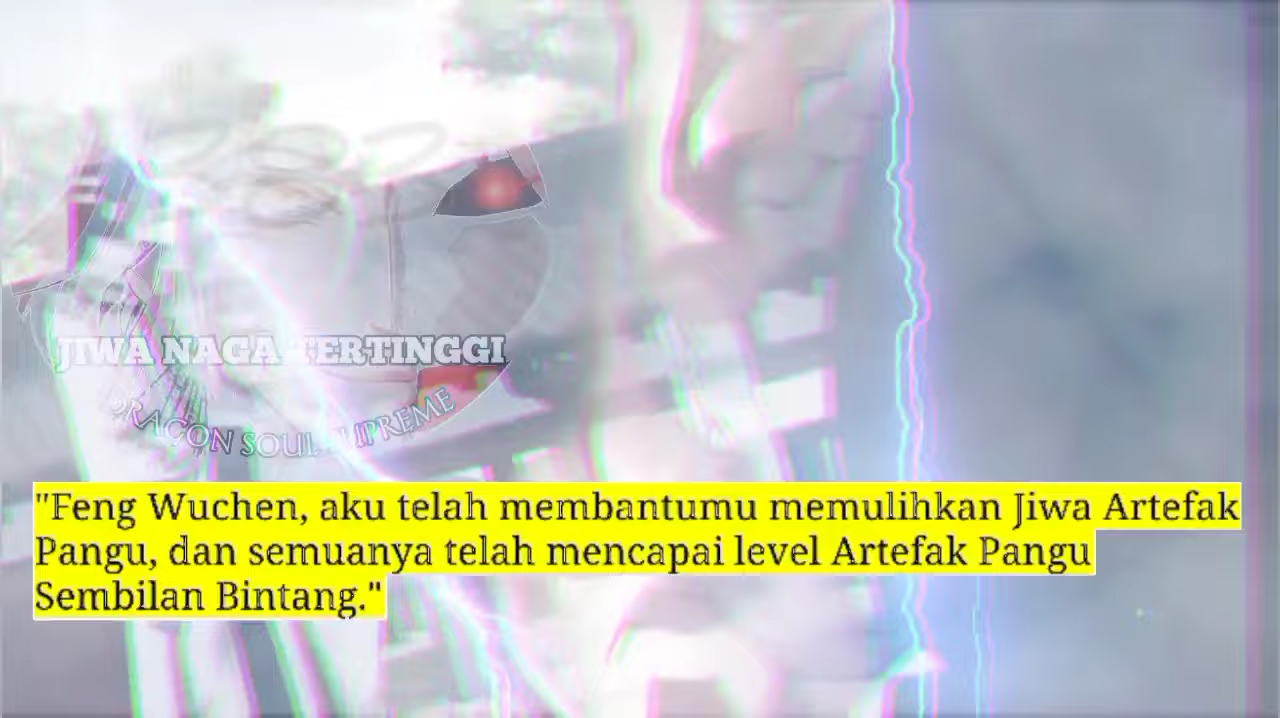 JIWA NAGA TERTINGGI
DRAGON SOUL SUPREME
"Feng Wuchen, aku telah membantumu memulihkan Jiwa Artefak
Pangu, dan semuanya telah mencapai level Artefak Pangu
Sembilan Bintang."